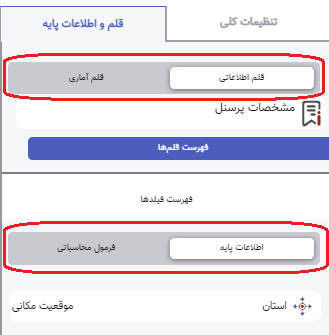 تنظیمات کلی قلم و اطلاعات پایه
قلم اطلاعاتی قلم آماری
مشخصات پرسنل
فهرست قلم‌ها
فهرست فیلدها
اطلاعات پایه فرمول محاسباتی
استان موقعیت مکانی